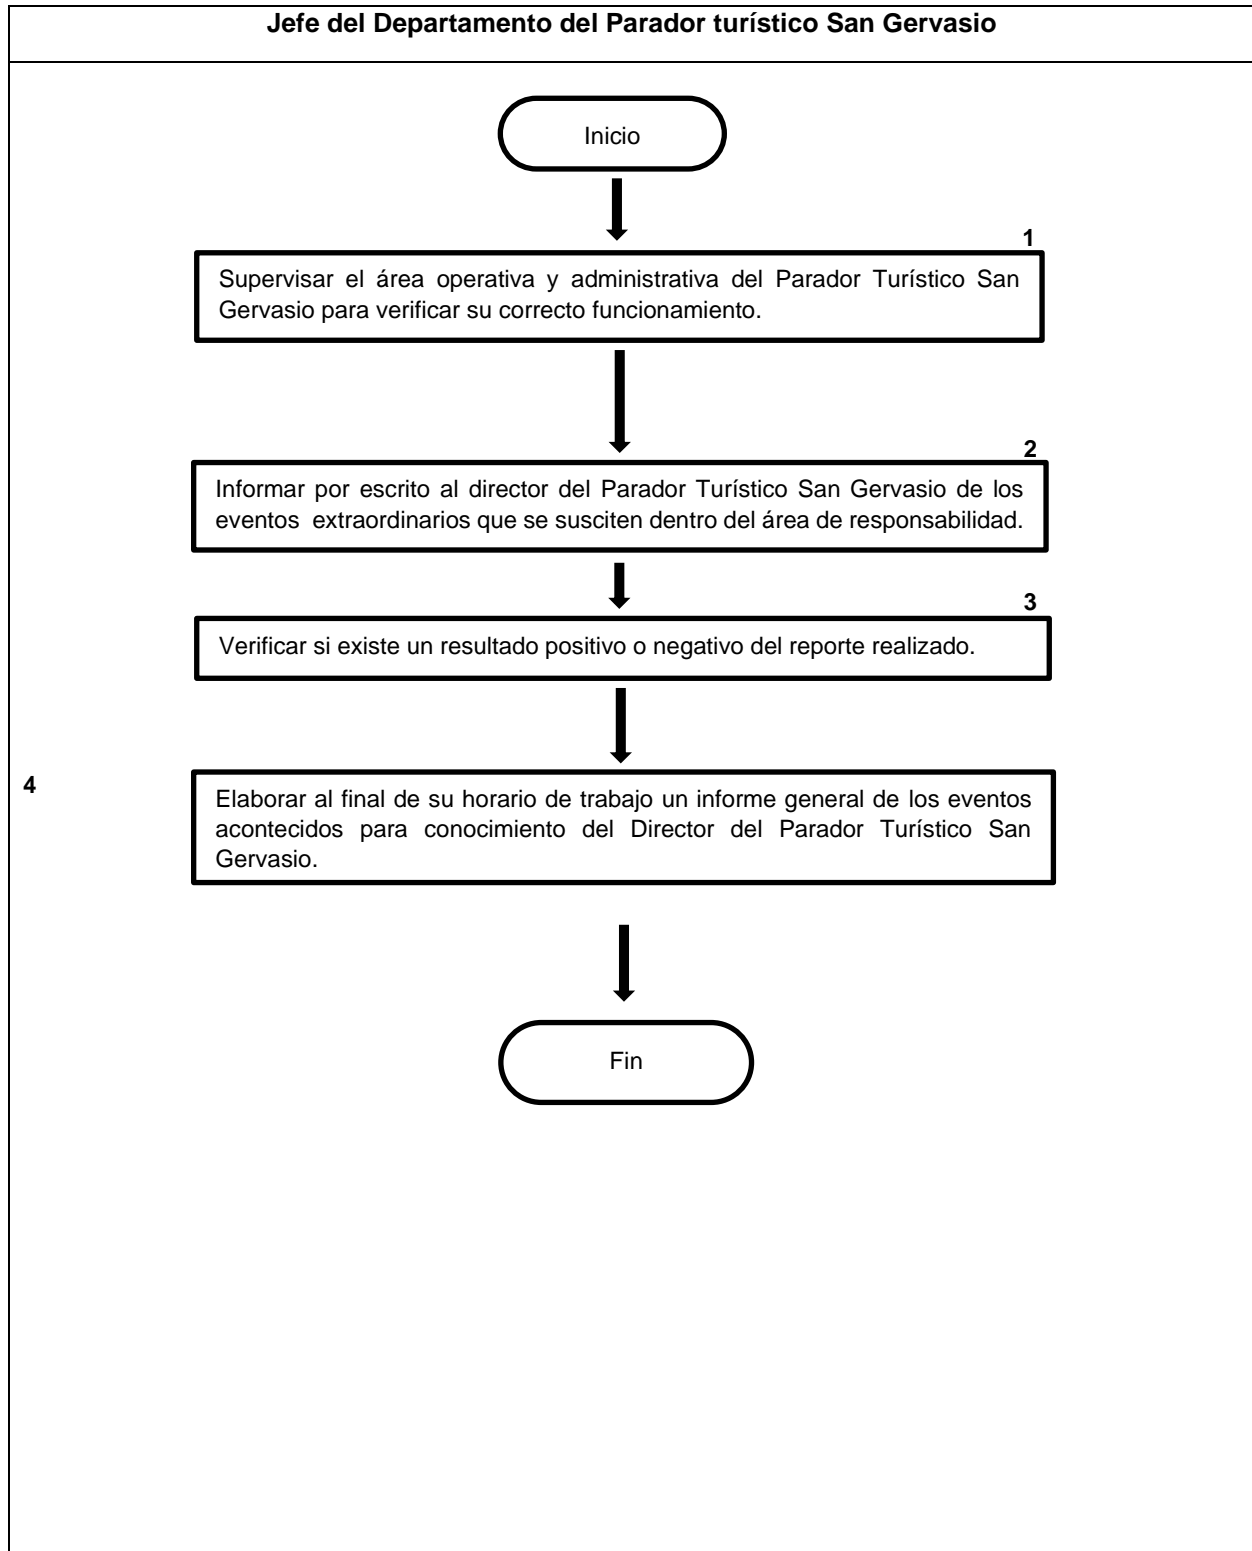 Jefe del Departamento del Parador turístico San Gervasio
Inicio
1
Supervisar el área operativa y administrativa del Parador Turístico San
Gervasio para verificar su correcto funcionamiento.
2
Informar por escrito al director del Parador Turístico San Gervasio de los
eventos  extraordinarios que se susciten dentro del área de responsabilidad.
3
Verificar si existe un resultado positivo o negativo del reporte realizado.
4
Elaborar al final de su horario de trabajo un informe general de los eventos
acontecidos para conocimiento del Director del Parador Turístico San
Gervasio.
Fin